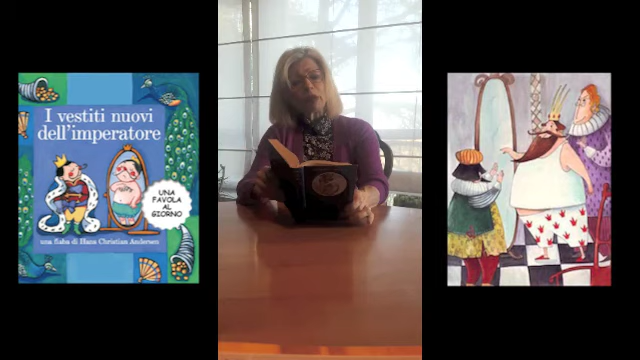 I vestiti nuovi
dell'imperatore
UNA
FAVOLA
AL
GIORNO
una fiaba di Hans Christian Andersen